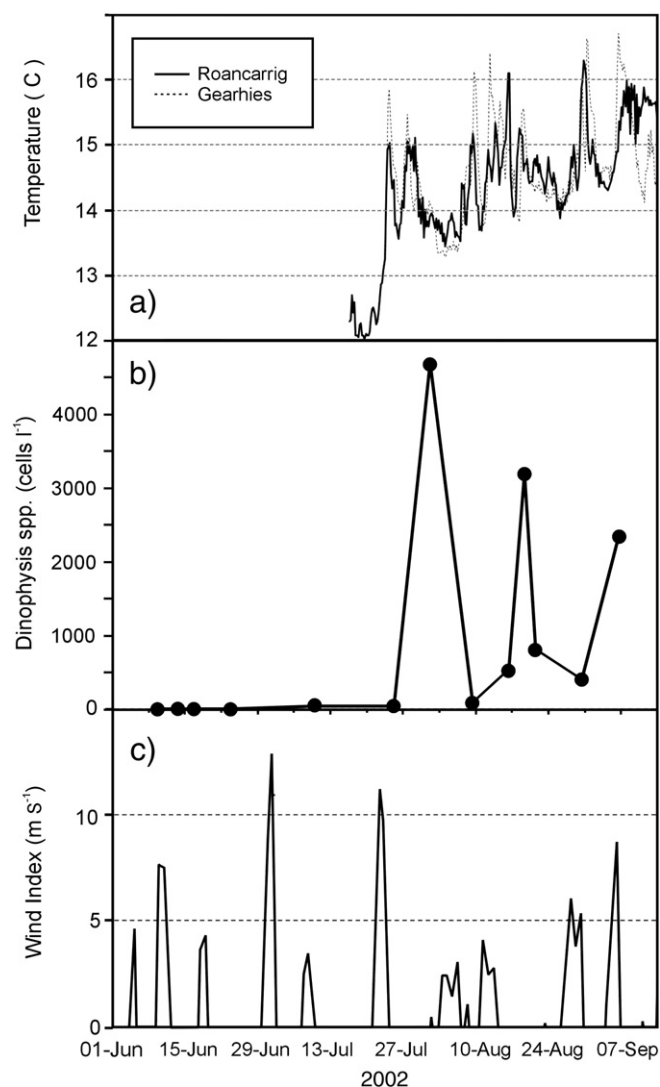 Roancarrig
Gearhies
Temperature ( C )
16
15
14
13
12
a)
b)
Dinophysis spp. (cells l-1)
4000
3000
2000
1000
0
c)
Wind Index (m s-1)
10
5
0
01-Jun 15-Jun 29-Jun 13-Jul 27-Jul 10-Aug 24-Aug 07-Sep
2002